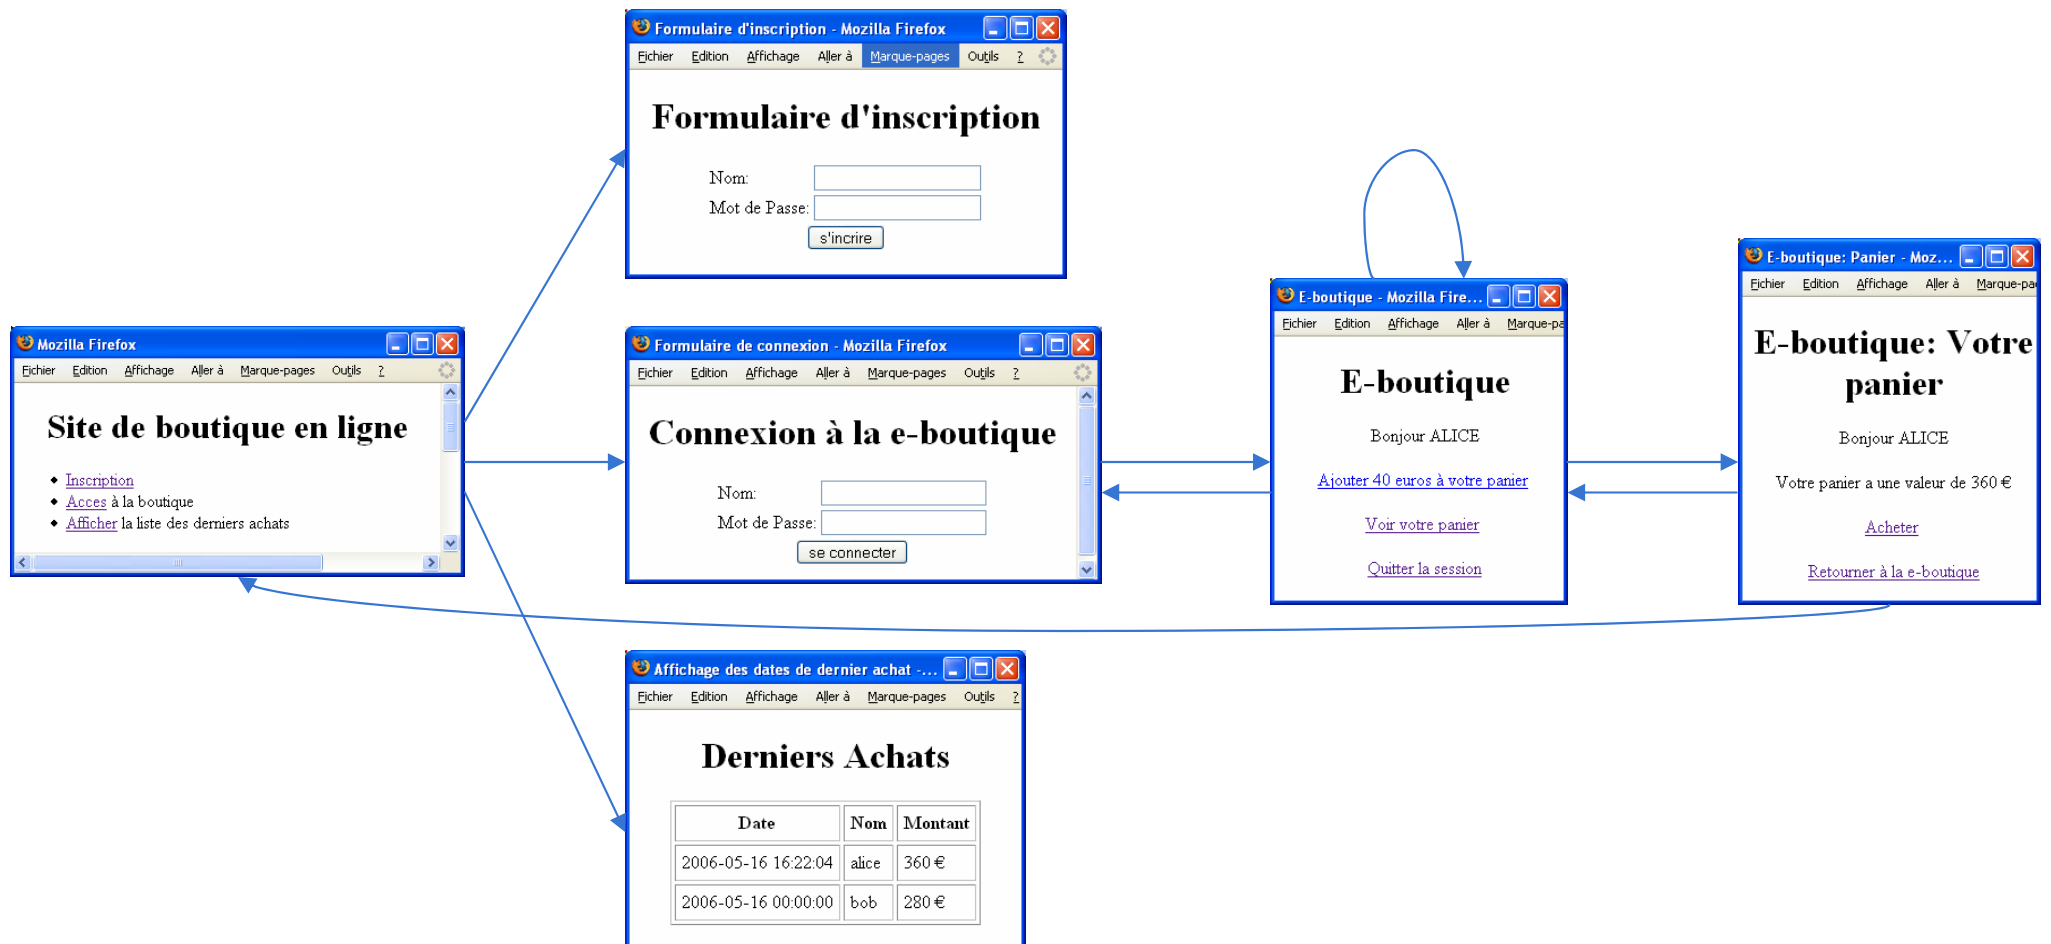 Formulaire d'inscription - Mozilla Firefox
Fichier Edition Affichage Aller à Marque-pages Outils ?
Formulaire d'inscription
Nom:
Mot de Passe:
s'incrire
Mozilla Firefox
Fichier Edition Affichage Aller à Marque-pages Outils ?
Site de boutique en ligne
Inscription
Acces à la boutique
Afficher la liste des derniers achats
Formulaire de connexion - Mozilla Firefox
Fichier Edition Affichage Aller à Marque-pages Outils ?
Connexion à la e-boutique
Nom:
Mot de Passe:
se connecter
E-boutique - Mozilla Fire...
Fichier Edition Affichage Aller à Marque-pa
E-boutique
Bonjour ALICE
Ajouter 40 euros à votre panier
Voir votre panier
Quitter la session
E-boutique: Panier - Moz...
Fichier Edition Affichage Aller à Marque-pa
E-boutique: Votre
panier
Bonjour ALICE
Votre panier a une valeur de 360 €
Acheter
Retourner à la e-boutique
Affichage des dates de dernier achat -...
Fichier Edition Affichage Aller à Marque-pages Outils ?
Derniers Achats
Date Nom Montant
2006-05-16 16:22:04 alice 360 €
2006-05-16 00:00:00 bob 280 €